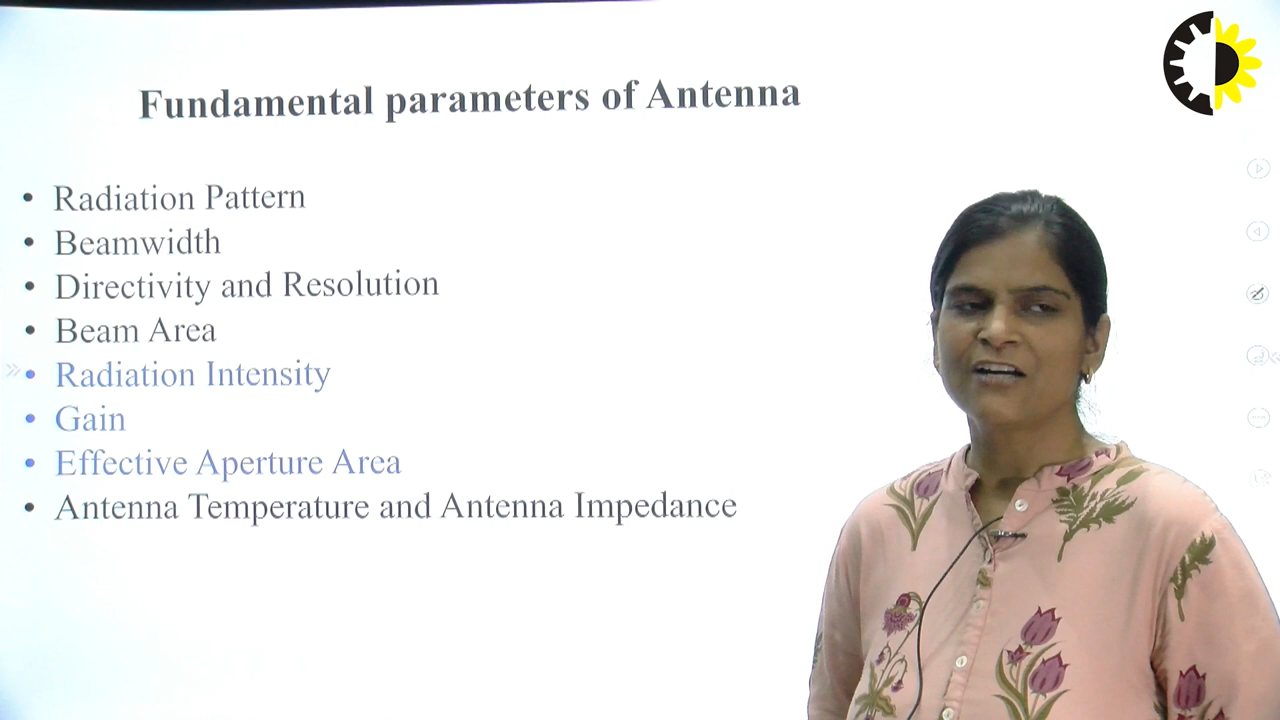 Fundamental parameters of Antenna
• Radiation Pattern
• Beamwidth
• Directivity and Resolution
• Beam Area
• Radiation Intensity
• Gain
• Effective Aperture Area
• Antenna Temperature and Antenna Impedance